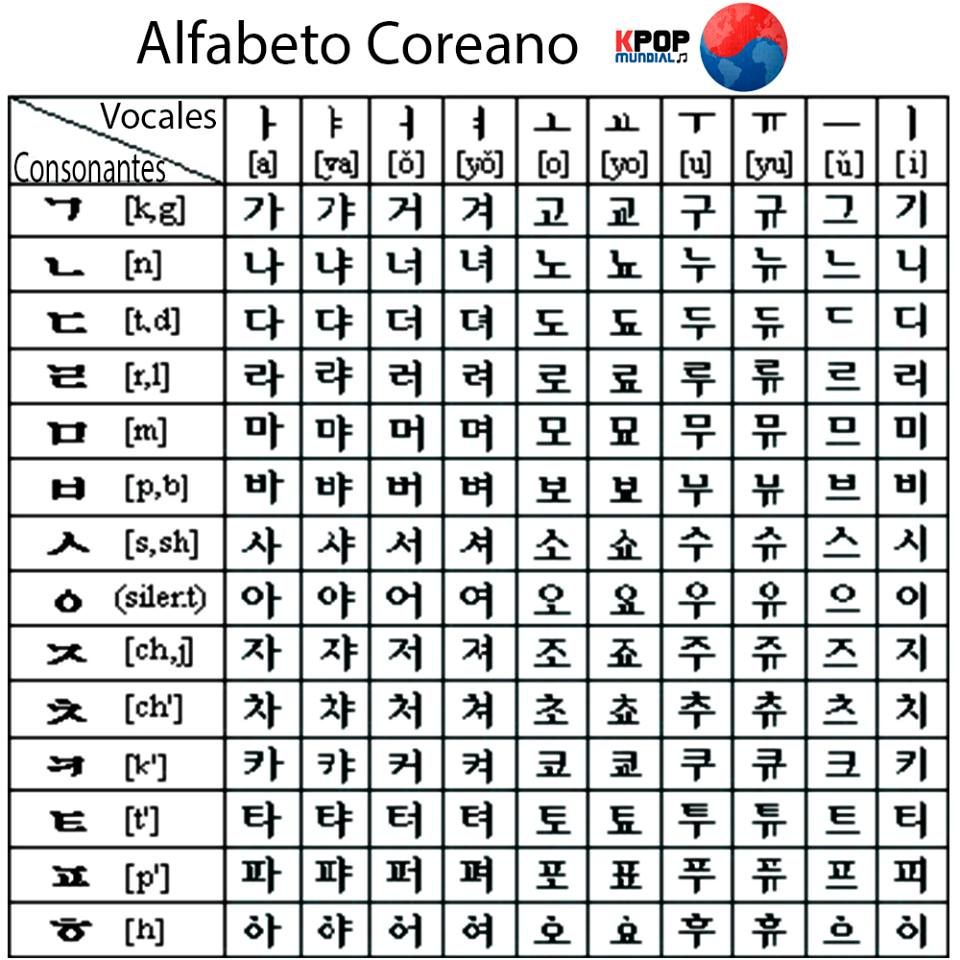 Alfabeto Coreano
KPOP
MUNDIAL
Vocales ㅏ ㅑ ㅓ ㅕ ㅗ ㅛ ㅜ ㅠ ㅡ ㅣ
Consonantes [a] [ya] [ŏ] [yŏ] [o] [yo] [u] [yu] [ŭ] [i]
ㄱ [k,g] 가 갸 거 겨 고 교 구 규 그 기
ㄴ [n] 나 냐 너 녀 노 뇨 누 뉴 느 니
ㄷ [t,d] 다 댜 더 뎌 도 됴 두 듀 ㄷ 디
ㄹ [r,l] 라 랴 러 려 로 료 루 류 르 리
ㅁ [m] 마 먀 머 며 모 묘 무 뮤 므 미
ㅂ [p,b] 바 뱌 버 벼 보 뵤 부 뷰 브 비
ㅅ [s,sh] 사 샤 서 셔 소 쇼 수 슈 스 시
ㅇ (silent) 아 야 어 여 오 요 우 유 으 이
ㅈ [ch,j] 자 쟈 저 져 조 죠 주 쥬 즈 지
ㅊ [ch'] 차 챠 처 쳐 초 쵸 추 츄 츠 치
ㅋ [k'] 카 캬 커 켜 코 쿄 쿠 큐 크 키
ㅌ [t'] 타 탸 터 텨 토 툐 투 튜 트 티
ㅍ [p'] 파 퍄 퍼 펴 포 표 푸 퓨 프 피
ㅎ [h] 하 햐 허 혀 호 효 후 휴 흐 히